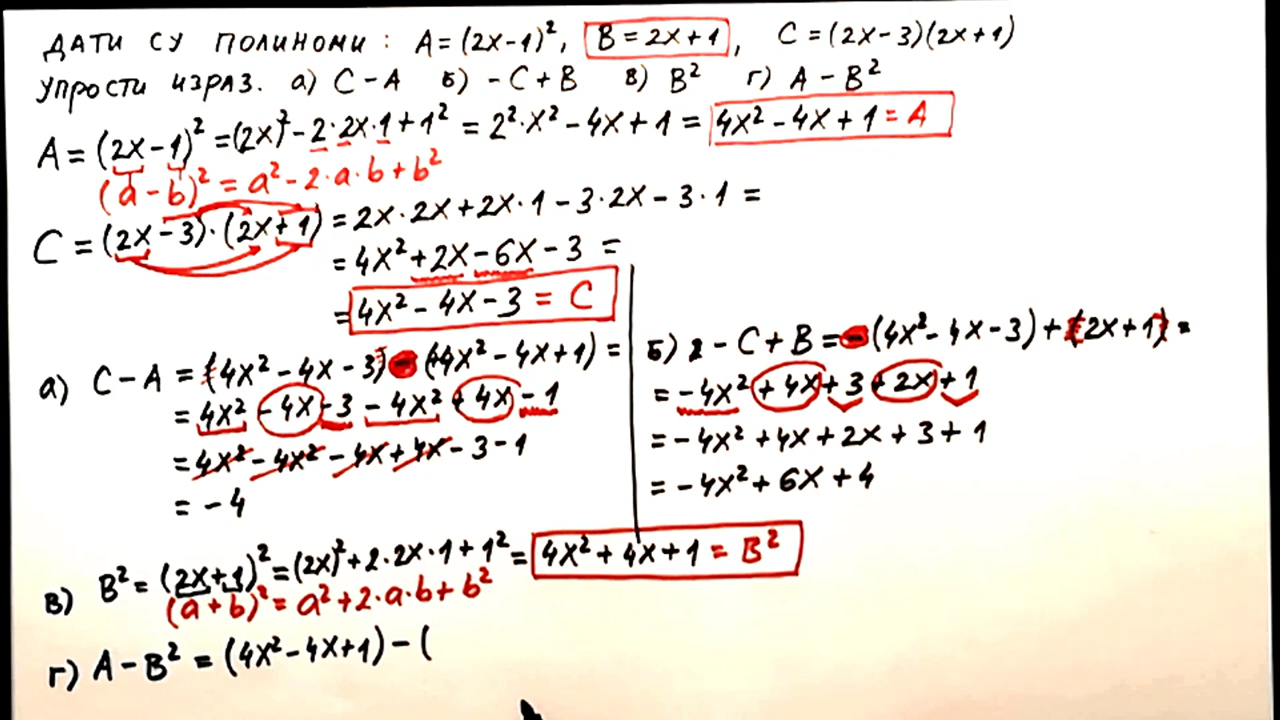 ДАТИ СУ ПОЛИНОМИ: A=(2x-1)², B=2x+1, C=(2x-3)(2x+1)
УПРОСТИ ИЗРАЗ. а) C-A б) -C+B в) B² г) A-B²
A=(2x-1)²=(2x)²-2·2x·1+1²=2²·x²-4x+1=4x²-4x+1=A
(a-b)²=a²-2·a·b+b²
C=(2x-3)·(2x+1)=2x·2x+2x·1-3·2x-3·1=
=4x²+2x-6x-3=
=4x²-4x-3=C
а) C-A=(4x²-4x-3)-(4x²-4x+1)=
=4x²-4x-3-4x²+4x-1
=4x²-4x²-4x+4x-3-1
=-4
б) -C+B=-(4x²-4x-3)+(2x+1)=
=-4x²+4x+3+2x+1
=-4x²+4x+2x+3+1
=-4x²+6x+4
в) B²=(2x+1)²=(2x)²+2·2x·1+1²=4x²+4x+1=B²
(a+b)²=a²+2·a·b+b²
г) A-B²=(4x²-4x+1)-(